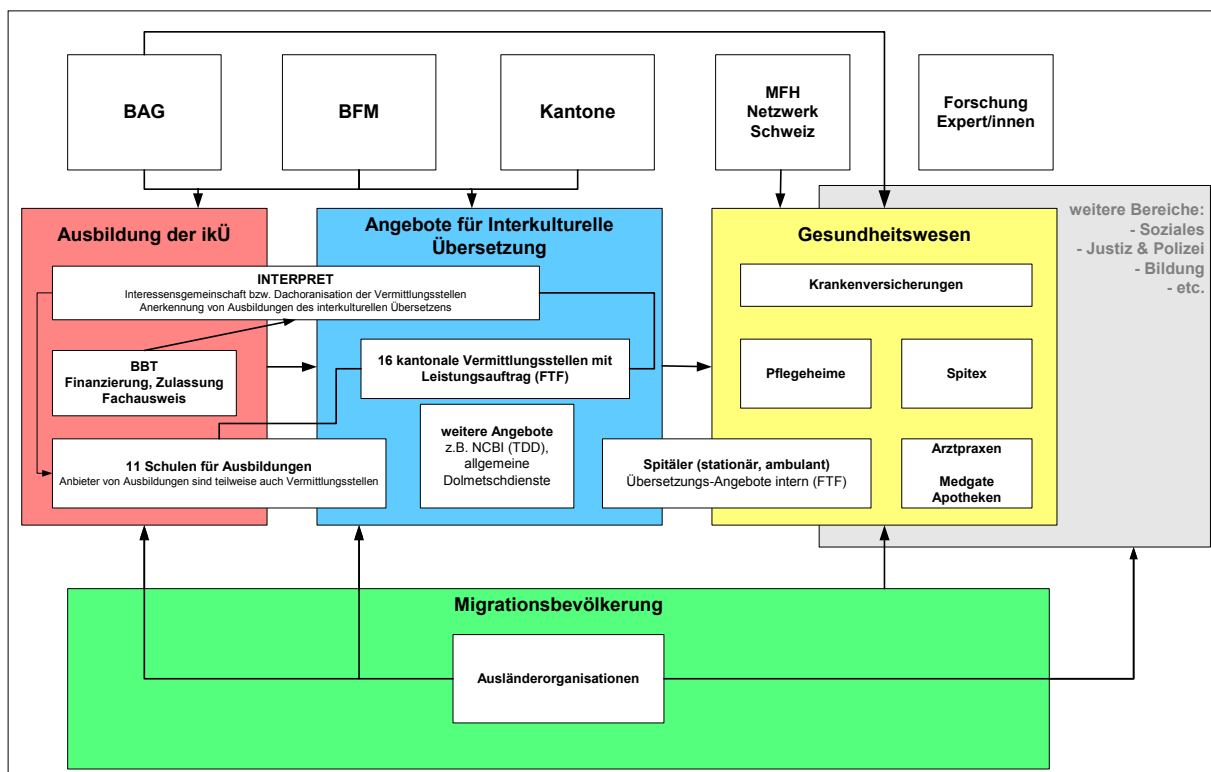 BAG
BFM
Kantone
MFH
Netzwerk
Schweiz
Forschung
Expert/innen
Ausbildung der ikÜ
Angebote für Interkulturelle
Übersetzung
Gesundheitswesen
weitere Bereiche:
- Soziales
- Justiz & Polizei
- Bildung
- etc.
INTERPRET
Interessensgemeinschaft bzw. Dachoranisation der Vermittlungsstellen
Anerkennung von Ausbildungen des interkulturellen Übersetzens
Krankenversicherungen
BBT
Finanzierung, Zulassung
Fachausweis
16 kantonale Vermittlungsstellen mit
Leistungsauftrag (FTF)
Pflegeheime
Spitex
weitere Angebote
z.B. NCBI (TDD),
allgemeine
Dolmetschdienste
11 Schulen für Ausbildungen
Anbieter von Ausbildungen sind teilweise auch Vermittlungsstellen
Spitäler (stationär, ambulant)
Übersetzungs-Angebote intern (FTF)
Arztpraxen
Medgate
Apotheken
Migrationsbevölkerung
Ausländerorganisationen